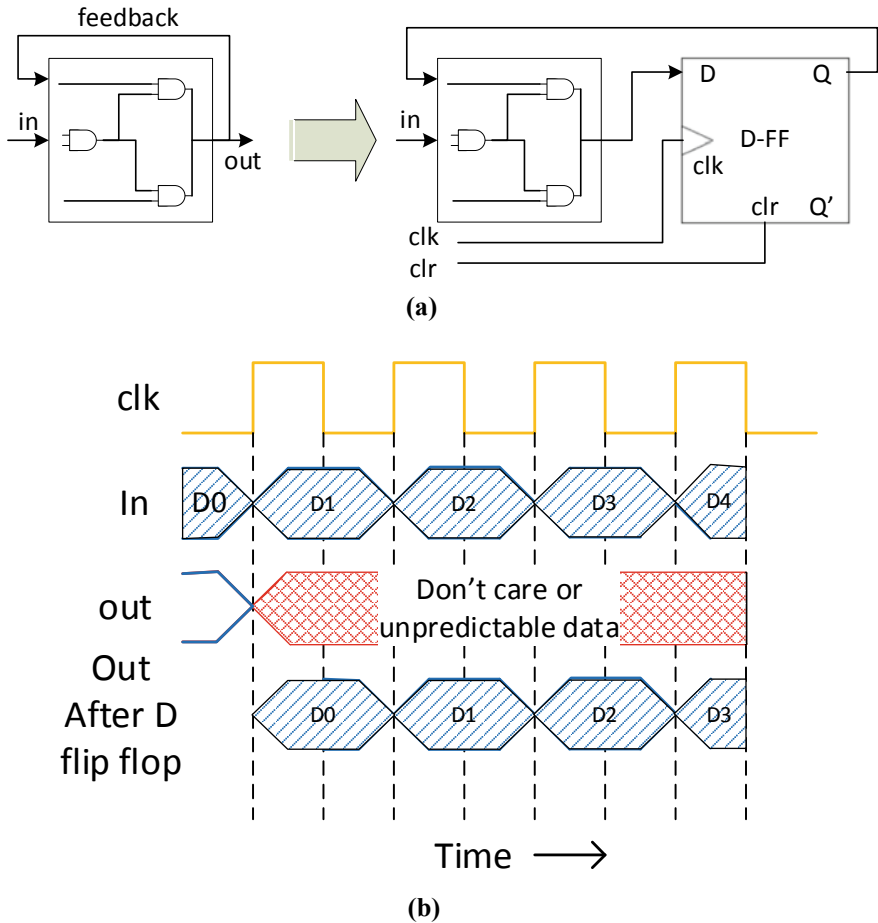 feedback
in
out
in
D
Q
D-FF
clk
clr
Q'
clk
clr
(a)
clk
In
D0
D1
D2
D3
D4
out
Don't care or
unpredictable data
Out
After D
flip flop
D0
D1
D2
D3
Time
(b)